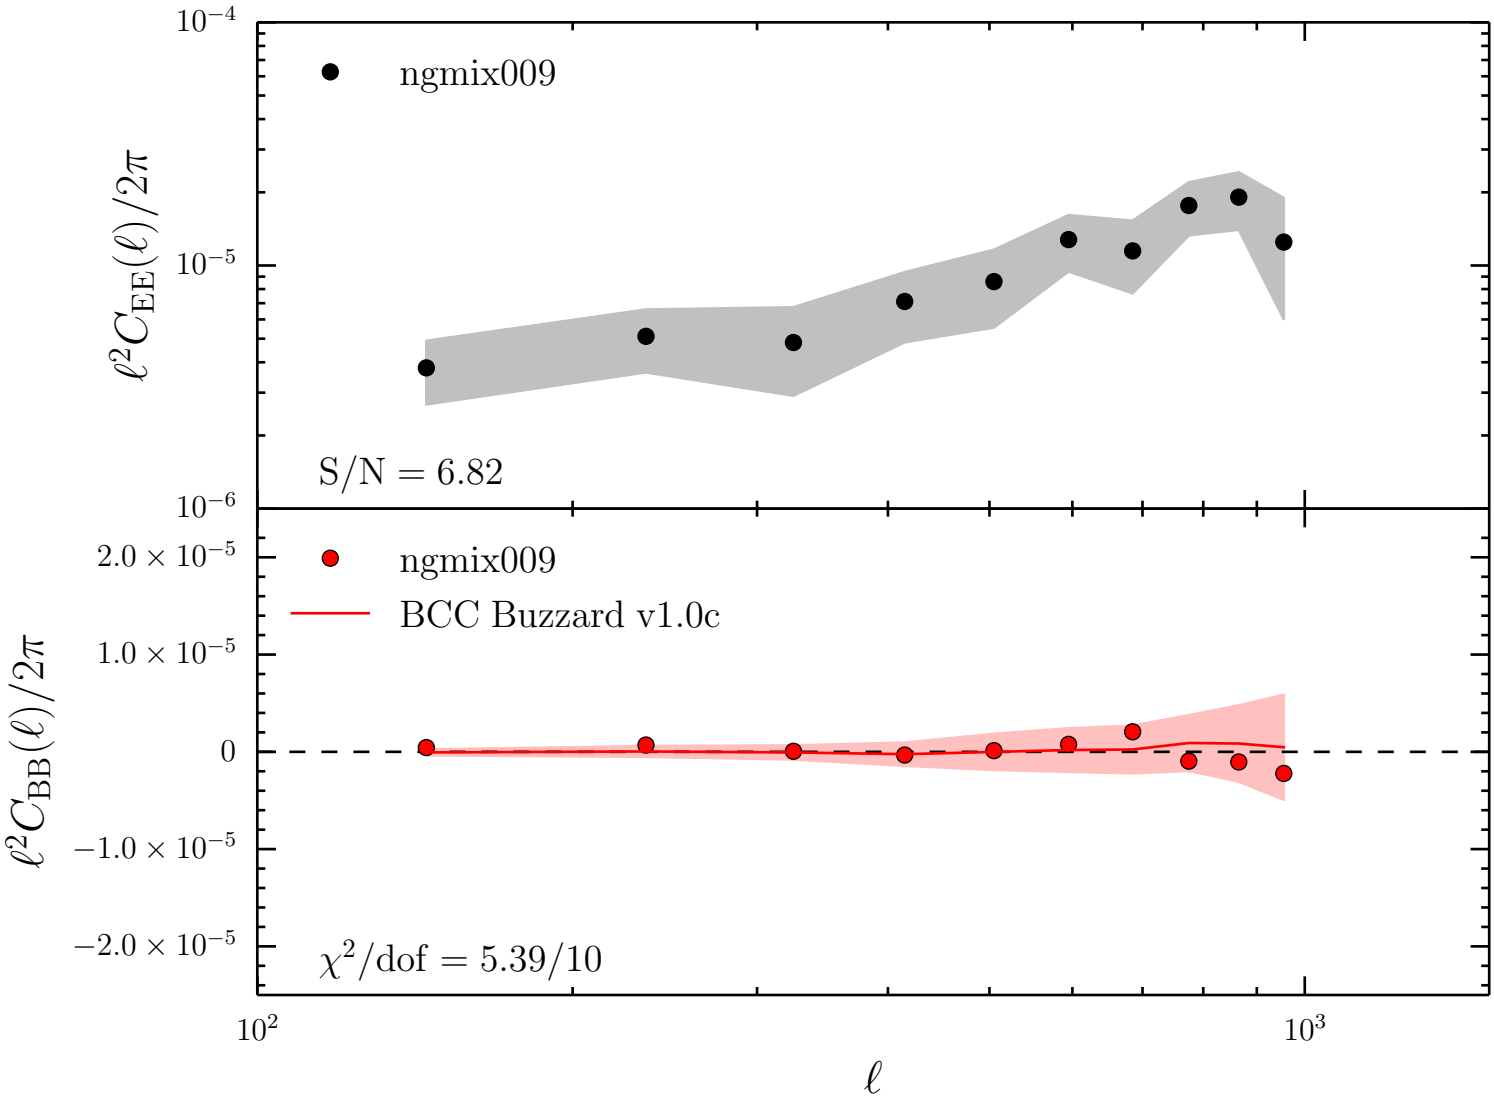 10⁻⁴
ngmix009
ℓ²C_EE(ℓ)/2π
10⁻⁵
S/N = 6.82
10⁻⁶
2.0 × 10⁻⁵
ngmix009
BCC Buzzard v1.0c
1.0 × 10⁻⁵
ℓ²C_BB(ℓ)/2π
0
−1.0 × 10⁻⁵
−2.0 × 10⁻⁵
χ²/dof = 5.39/10
10² 10³
ℓ